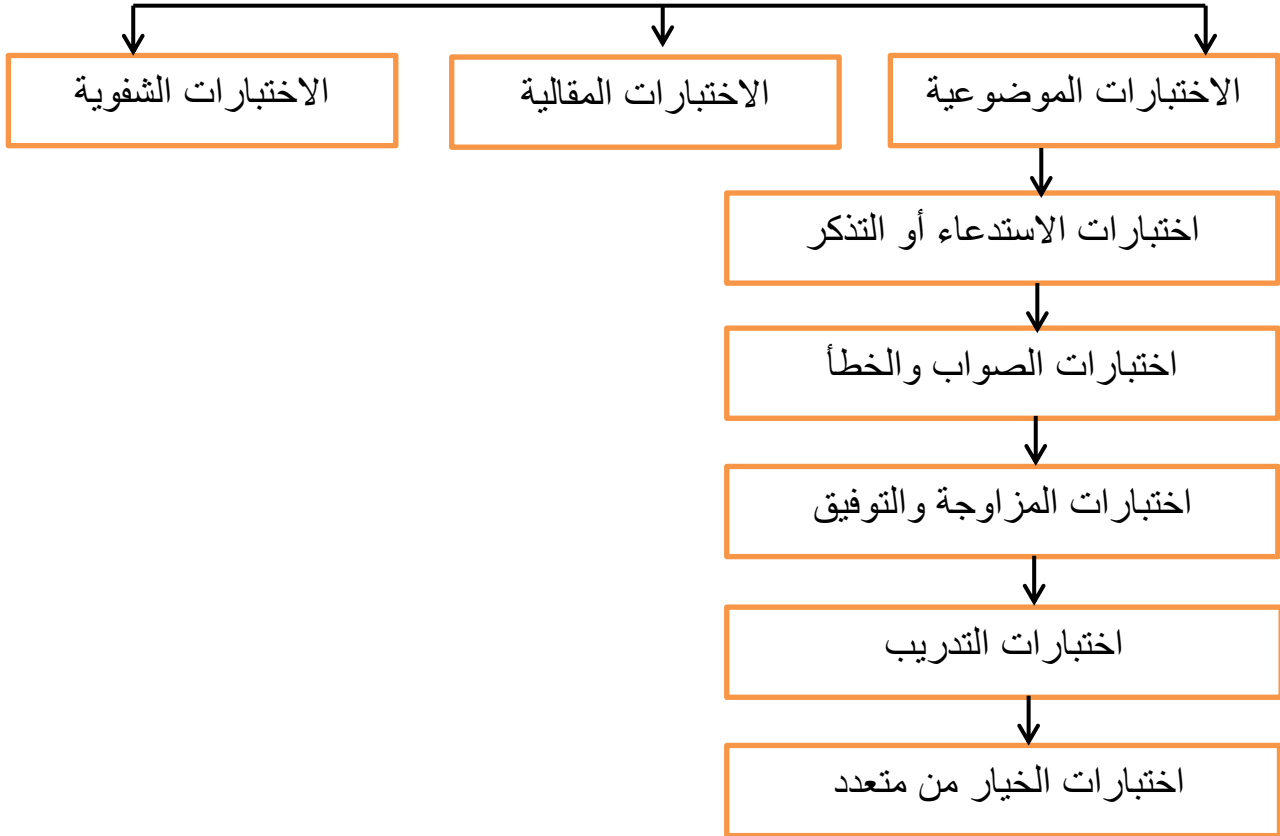 الاختبارات الموضوعية
الاختبارات المقالية
الاختبارات الشفوية
اختبارات الاستدعاء أو التذكر
اختبارات الصواب والخطأ
اختبارات المزاوجة والتوفيق
اختبارات التدريب
اختبارات الخيار من متعدد